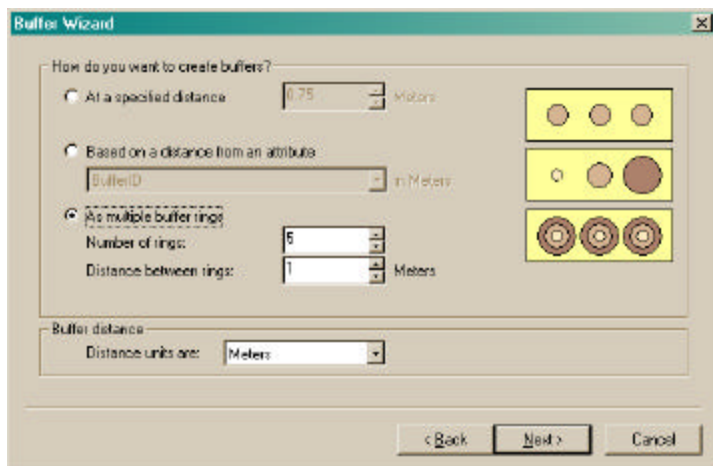 Buffer Wizard
How do you want to create buffers?
At a specified distance 0.75 Meters
Based on a distance from an attribute
BufferID in Meters
As multiple buffer rings
Number of rings: 5
Distance between rings: 1 Meters
Buffer distance
Distance units are: Meters
< Back Next > Cancel